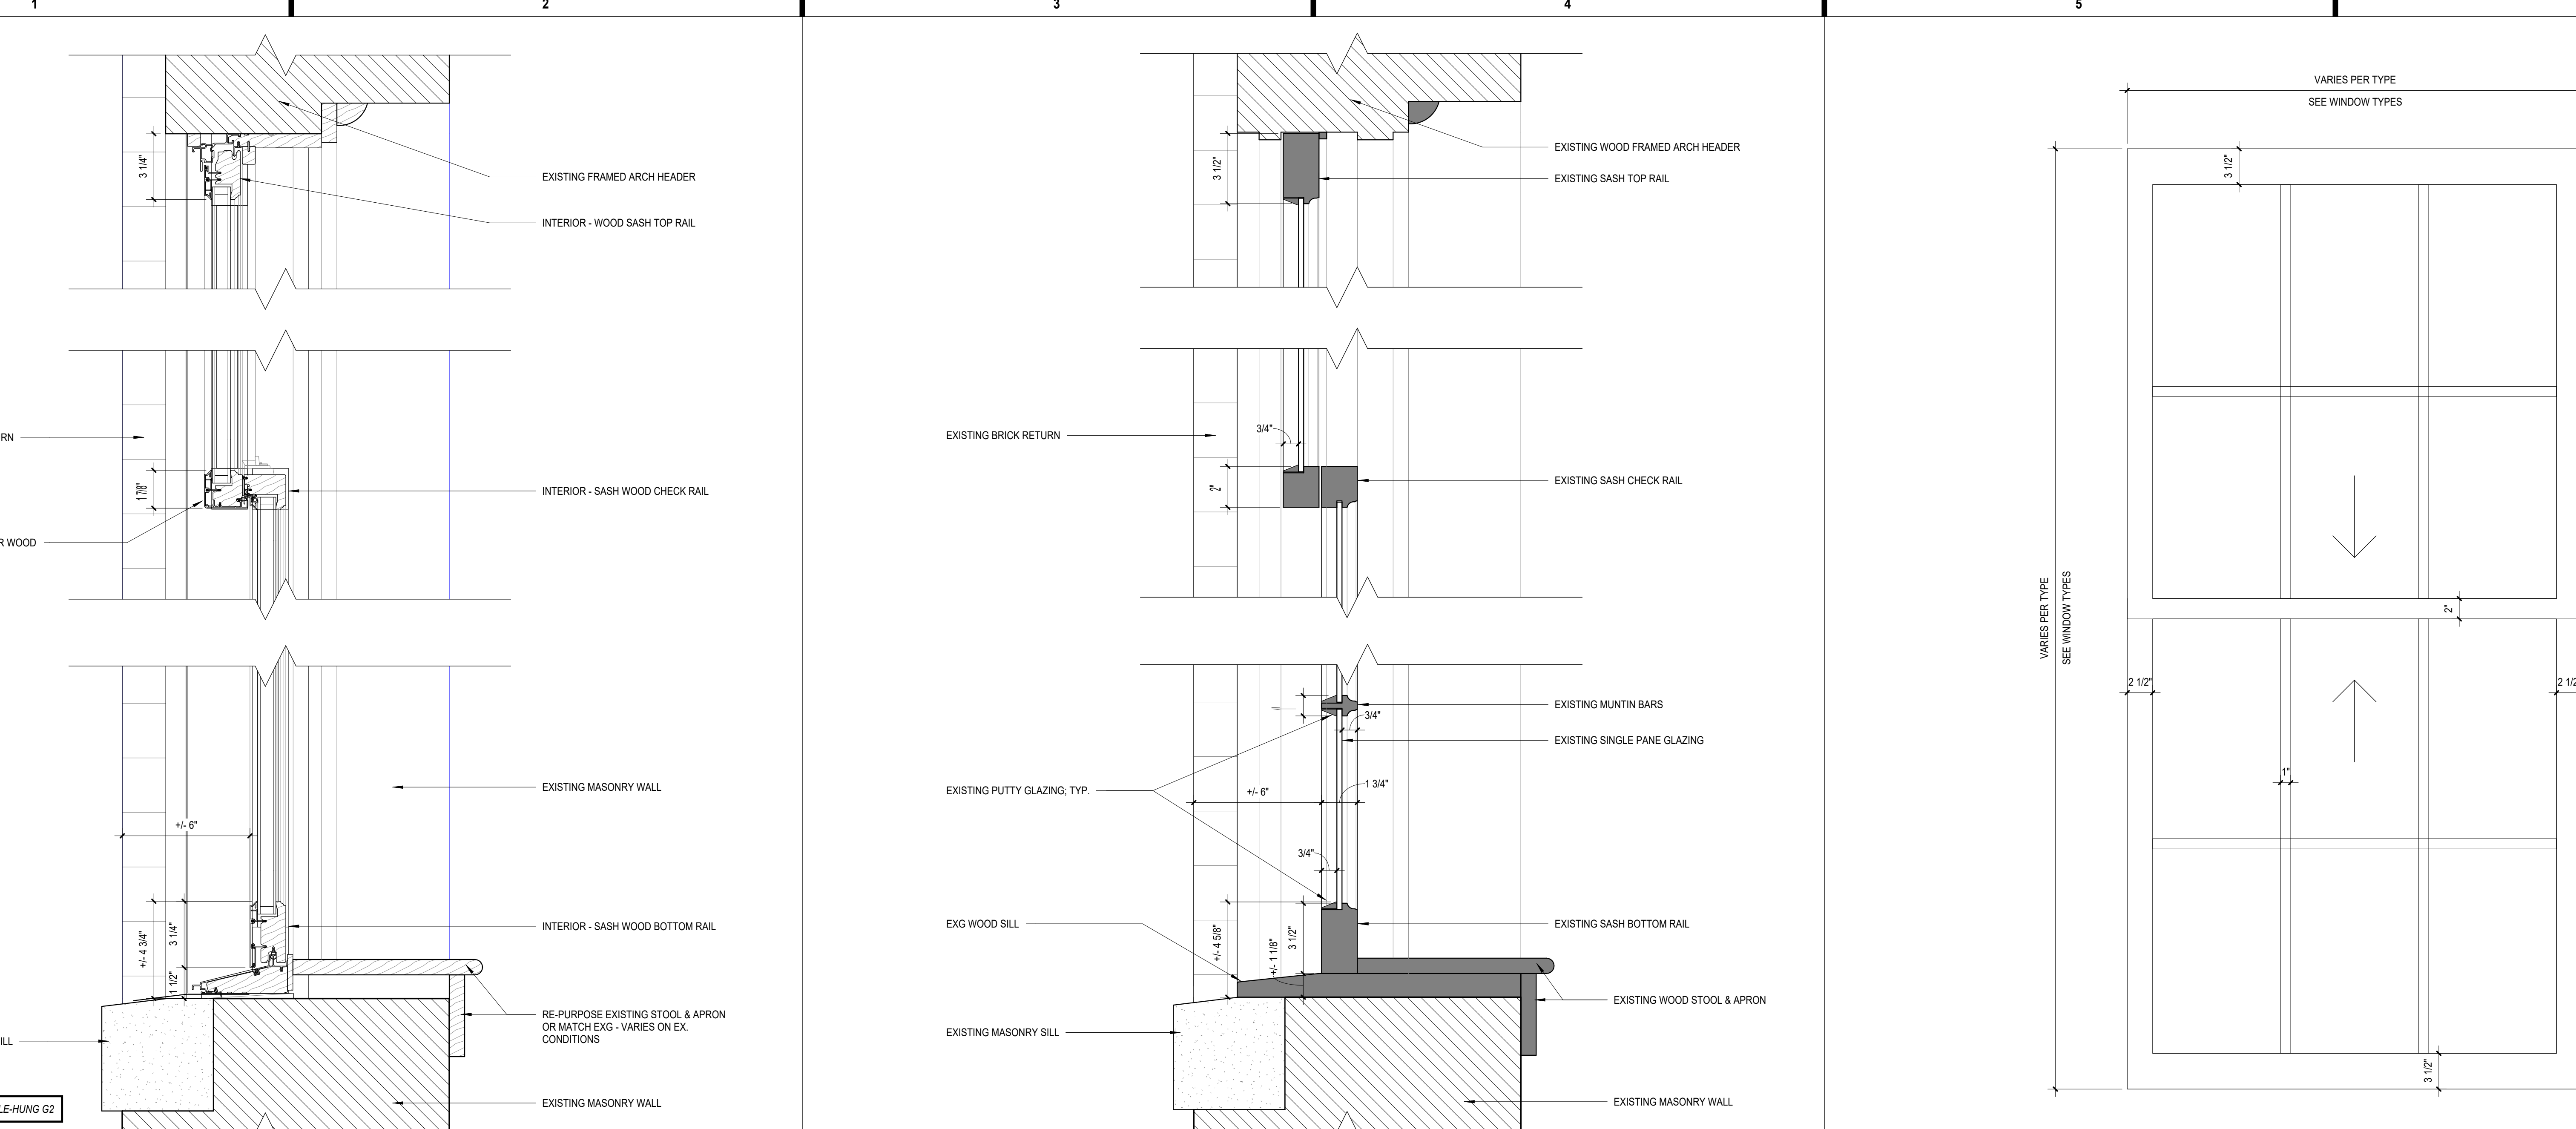 1
2
3
4
5
3 1/4"
EXISTING FRAMED ARCH HEADER
INTERIOR - WOOD SASH TOP RAIL
RN
1 7/8"
INTERIOR - SASH WOOD CHECK RAIL
R WOOD
EXISTING MASONRY WALL
+/- 6"
+/- 4 3/4"
3 1/4"
1 1/2"
INTERIOR - SASH WOOD BOTTOM RAIL
RE-PURPOSE EXISTING STOOL & APRON
OR MATCH EXG - VARIES ON EX.
CONDITIONS
ILL
EXISTING MASONRY WALL
LE-HUNG G2
EXISTING WOOD FRAMED ARCH HEADER
3 1/2"
EXISTING SASH TOP RAIL
EXISTING BRICK RETURN
3/4"
2"
EXISTING SASH CHECK RAIL
EXISTING MUNTIN BARS
3/4"
EXISTING SINGLE PANE GLAZING
EXISTING PUTTY GLAZING; TYP.
+/- 6"
1 3/4"
3/4"
EXG WOOD SILL
+/- 4 5/8"
+/- 1 1/8"
3 1/2"
EXISTING SASH BOTTOM RAIL
EXISTING WOOD STOOL & APRON
EXISTING MASONRY SILL
EXISTING MASONRY WALL
VARIES PER TYPE
SEE WINDOW TYPES
3 1/2"
VARIES PER TYPE
SEE WINDOW TYPES
2"
2 1/2"
2 1/2
1"
3 1/2"